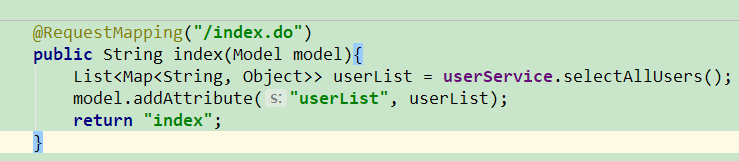 @RequestMapping("/index.do")
public String index(Model model){
List<Map<String, Object>> userList = userService.selectAllUsers();
model.addAttribute( s: "userList", userList);
return "index";
}